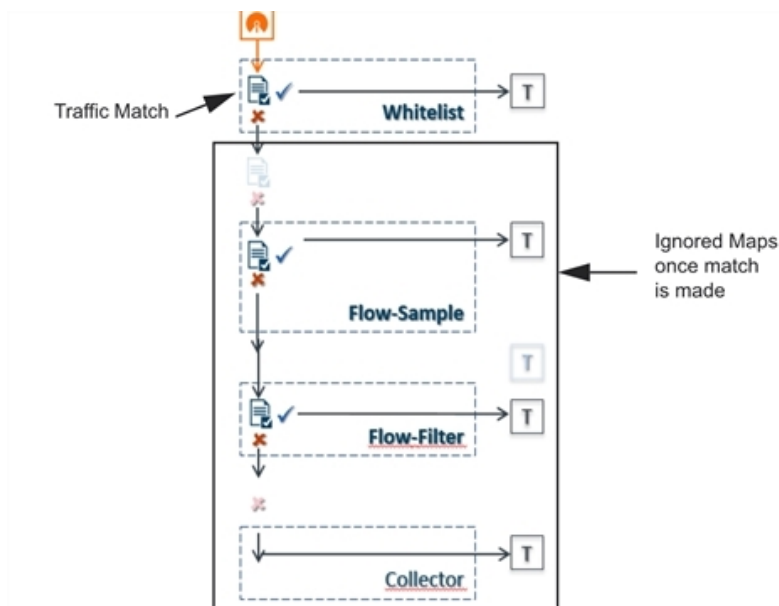 T
Traffic Match
Whitelist
T
Ignored Maps
once match
is made
Flow-Sample
T
T
Flow-Filter
T
Collector